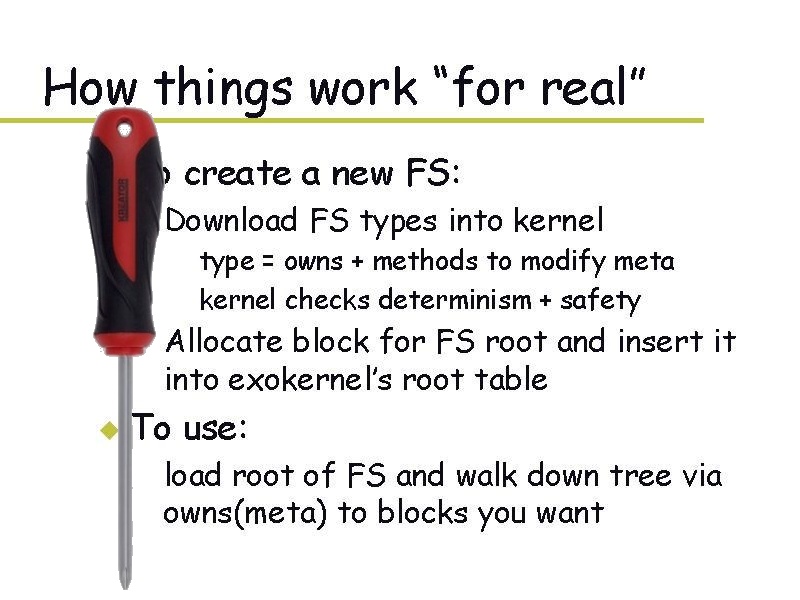 How things work “for real”
create a new FS:
Download FS types into kernel
type = owns + methods to modify meta
kernel checks determinism + safety
Allocate block for FS root and insert it
into exokernel’s root table
To use:
load root of FS and walk down tree via
owns(meta) to blocks you want
KREATOR